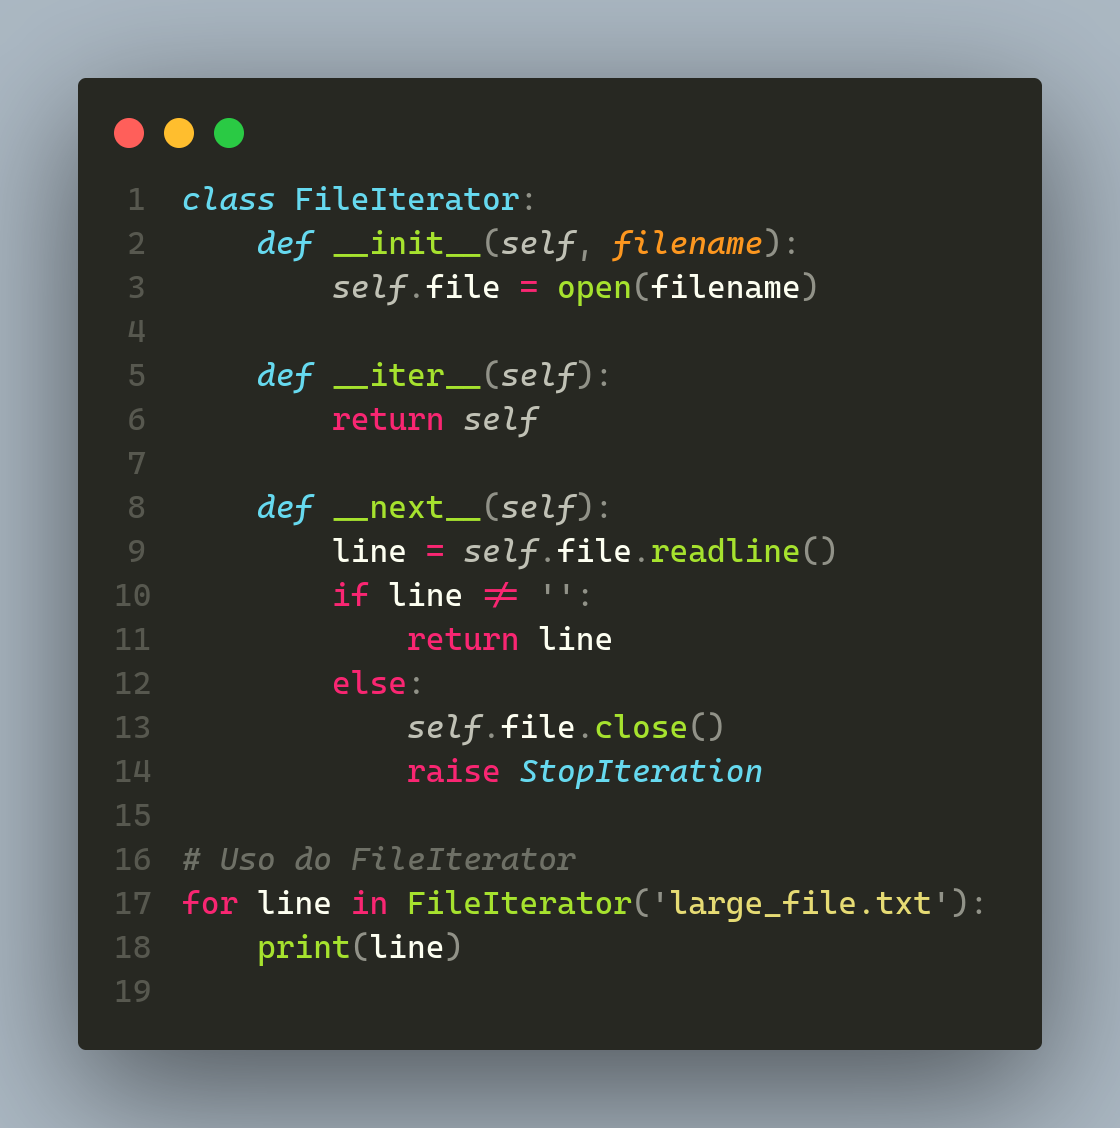 1 class FileIterator:
2     def __init__(self, filename):
3         self.file = open(filename)
4
5     def __iter__(self):
6         return self
7
8     def __next__(self):
9         line = self.file.readline()
10         if line != '':
11             return line
12         else:
13             self.file.close()
14             raise StopIteration
15
16 # Uso do FileIterator
17 for line in FileIterator('large_file.txt'):
18     print(line)
19